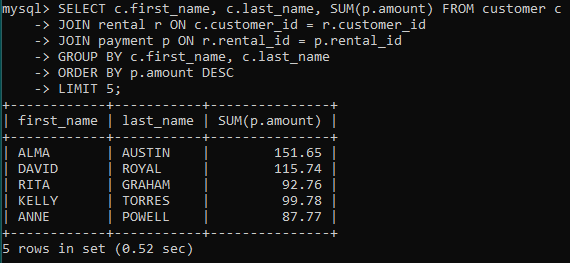 mysql> SELECT c.first_name, c.last_name, SUM(p.amount) FROM customer c
    -> JOIN rental r ON c.customer_id = r.customer_id
    -> JOIN payment p ON r.rental_id = p.rental_id
    -> GROUP BY c.first_name, c.last_name
    -> ORDER BY p.amount DESC
    -> LIMIT 5;
+------------+-----------+---------------+
| first_name | last_name | SUM(p.amount) |
+------------+-----------+---------------+
| ALMA       | AUSTIN    |        151.65 |
| DAVID      | ROYAL     |        115.74 |
| RITA       | GRAHAM    |         92.76 |
| KELLY      | TORRES    |         99.78 |
| ANNE       | POWELL    |         87.77 |
+------------+-----------+---------------+
5 rows in set (0.52 sec)